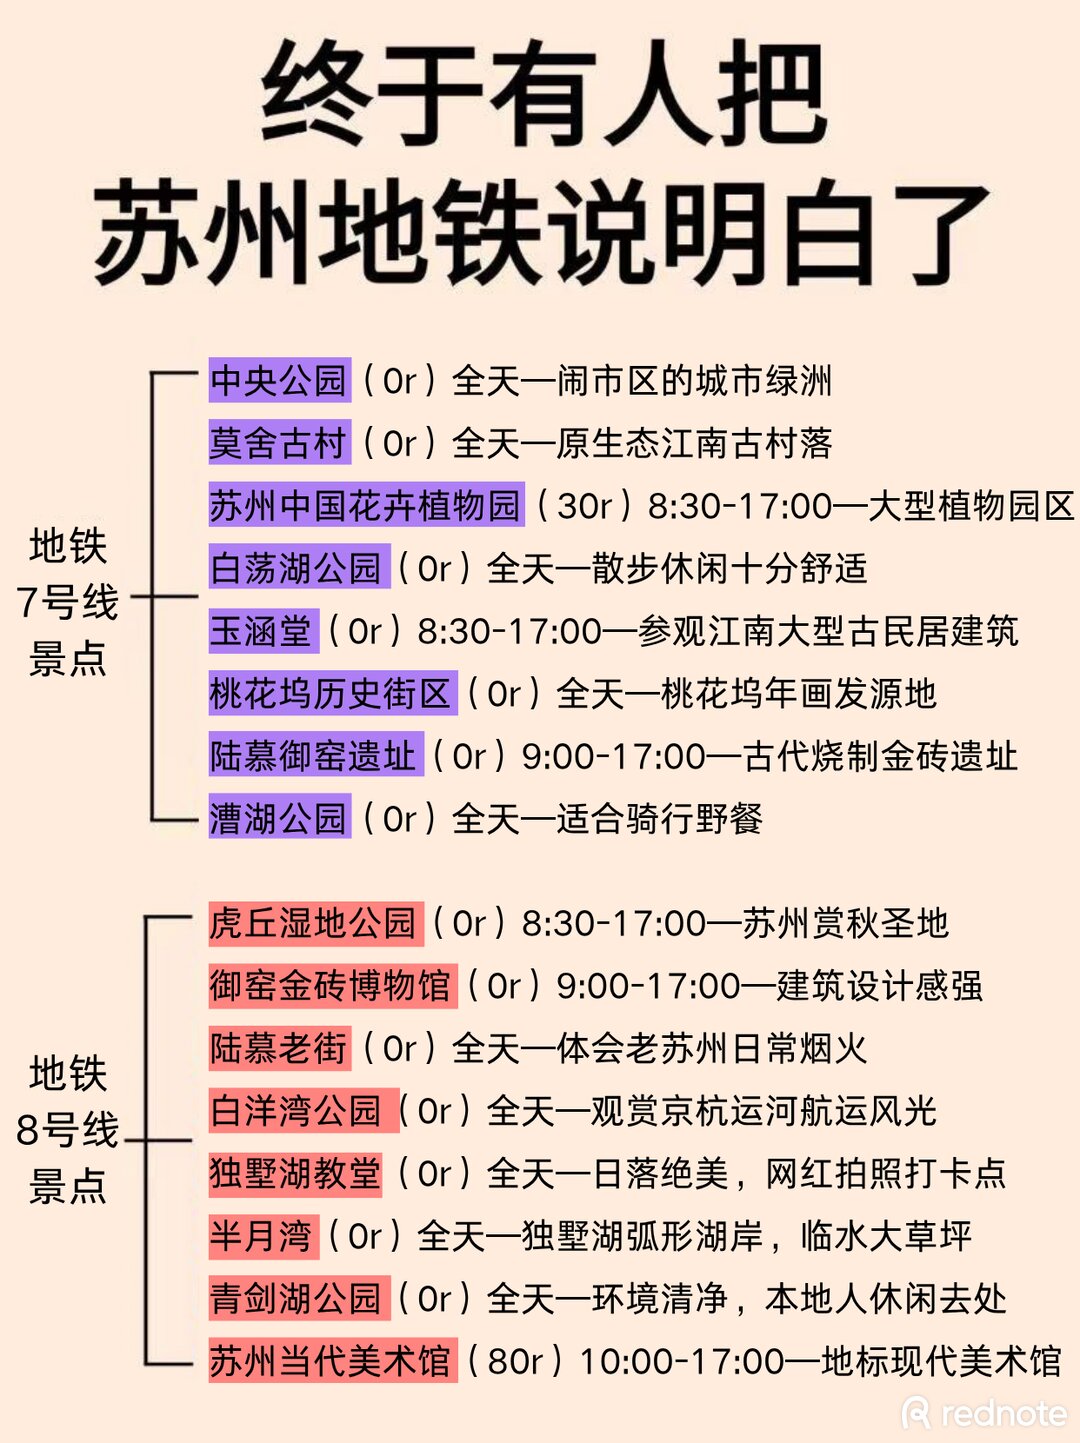 终于有人把
苏州地铁说明白了
地铁
7号线
景点
中央公园（0r）全天—闹市区的城市绿洲
莫舍古村（0r）全天—原生态江南古村落
苏州中国花卉植物园（30r）8:30-17:00—大型植物园区
白荡湖公园（0r）全天—散步休闲十分舒适
玉涵堂（0r）8:30-17:00—参观江南大型古民居建筑
桃花坞历史街区（0r）全天—桃花坞年画发源地
陆慕御窑遗址（0r）9:00-17:00—古代烧制金砖遗址
漕湖公园（0r）全天—适合骑行野餐
地铁
8号线
景点
虎丘湿地公园（0r）8:30-17:00—苏州赏秋圣地
御窑金砖博物馆（0r）9:00-17:00—建筑设计感强
陆慕老街（0r）全天—体会老苏州日常烟火
白洋湾公园（0r）全天—观赏京杭运河航运风光
独墅湖教堂（0r）全天—日落绝美，网红拍照打卡点
半月湾（0r）全天—独墅湖弧形湖岸，临水大草坪
青剑湖公园（0r）全天—环境清净，本地人休闲去处
苏州当代美术馆（80r）10:00-17:00—地标现代美术馆
rednote